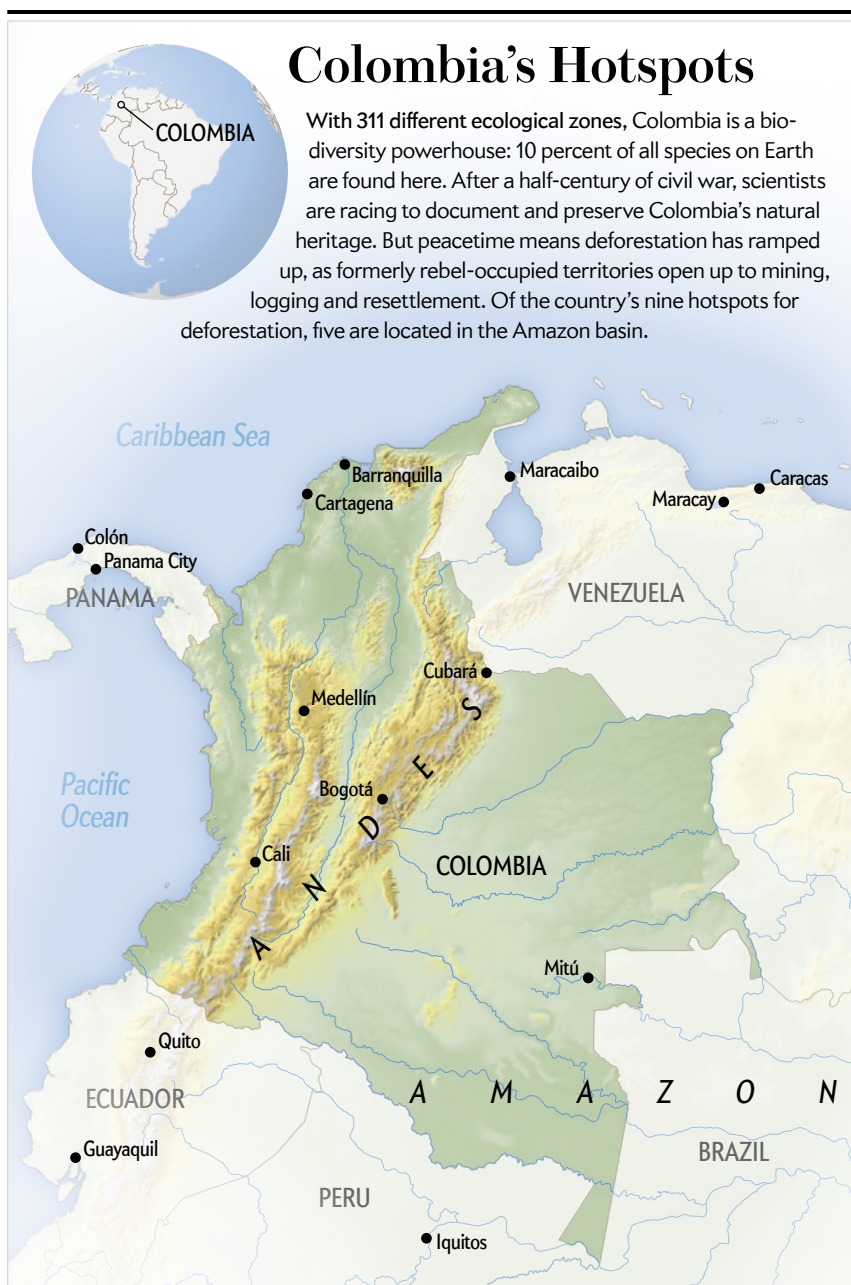 Colombia's Hotspots
COLOMBIA
With 311 different ecological zones, Colombia is a bio-
diversity powerhouse: 10 percent of all species on Earth
are found here. After a half-century of civil war, scientists
are racing to document and preserve Colombia's natural
heritage. But peacetime means deforestation has ramped
up, as formerly rebel-occupied territories open up to mining,
logging and resettlement. Of the country's nine hotspots for
deforestation, five are located in the Amazon basin.
Caribbean Sea
Barranquilla
Maracaibo
Caracas
Cartagena
Maracay
Colón
Panama City
PANAMA
VENEZUELA
Cubará
Medellín
Pacific
Ocean
Bogotá
ANDES
Cali
COLOMBIA
Mitú
Quito
ECUADOR
AMAZON
Guayaquil
BRAZIL
PERU
Iquitos